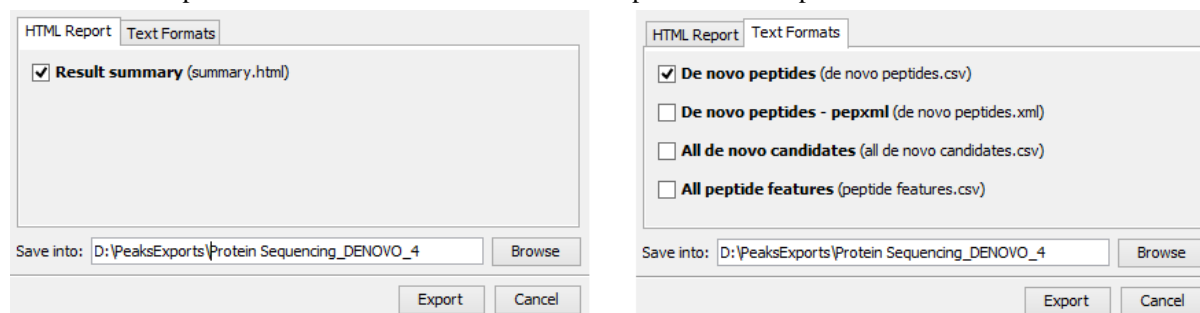 HTML Report Text Formats
Result summary (summary.html)
Save into: D:\PeaksExports\Protein Sequencing_DENOVO_4 Browse
Export Cancel
HTML Report Text Formats
De novo peptides (de novo peptides.csv)
De novo peptides - pepxml (de novo peptides.xml)
All de novo candidates (all de novo candidates.csv)
All peptide features (peptide features.csv)
Save into: D:\PeaksExports\Protein Sequencing_DENOVO_4 Browse
Export Cancel